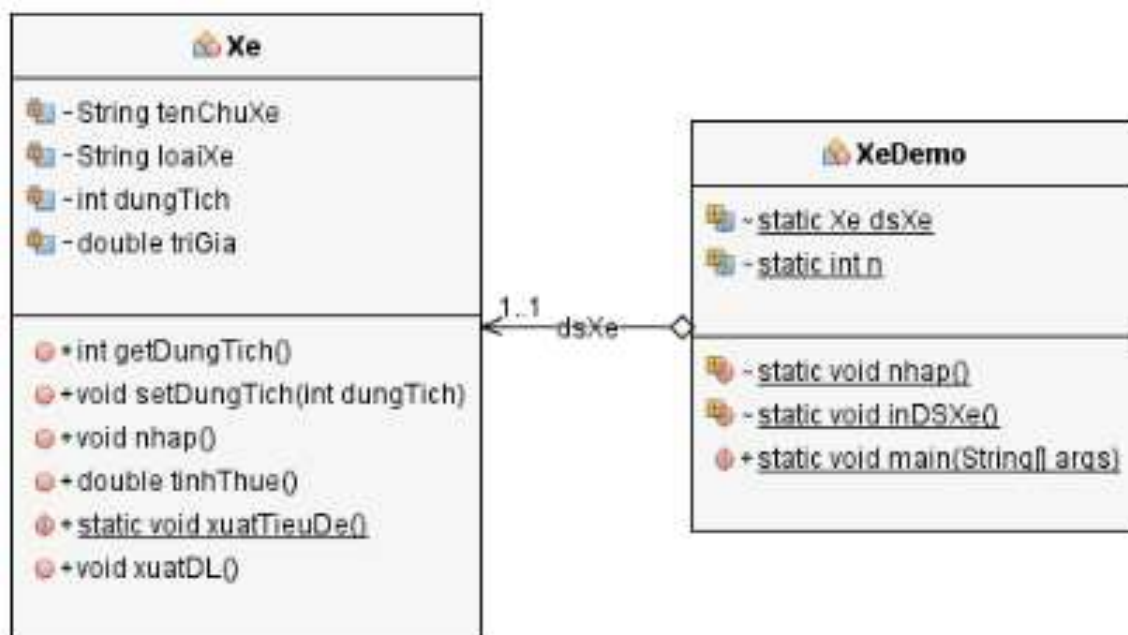 Xe
-String tenChuXe
-String loaiXe
-int dungTich
-double triGia
+int getDungTich()
+void setDungTich(int dungTich)
+void nhap()
+double tinhThue()
+static void xuatTieuDe()
+void xuatDL()
1..1
dsXe
XeDemo
~static Xe dsXe
~static int n
~static void nhap()
~static void inDSXe()
+static void main(String[] args)